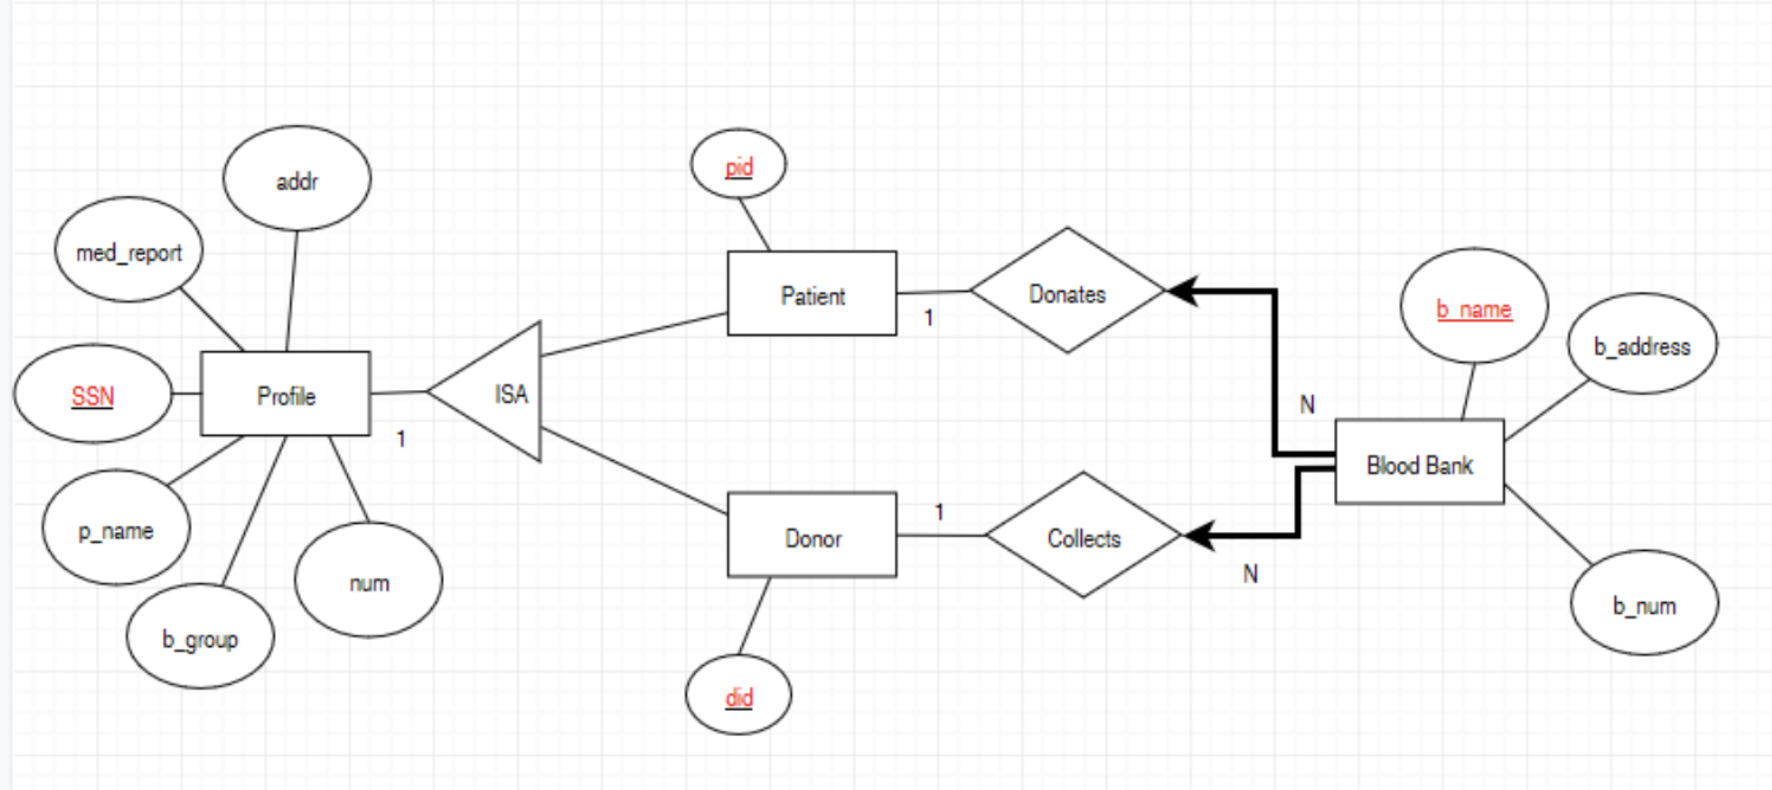 addr
med_report
SSN
Profile
1
p_name
b_group
num
ISA
pid
Patient
1
Donates
N
Donor
1
Collects
N
did
b_name
b_address
Blood Bank
b_num